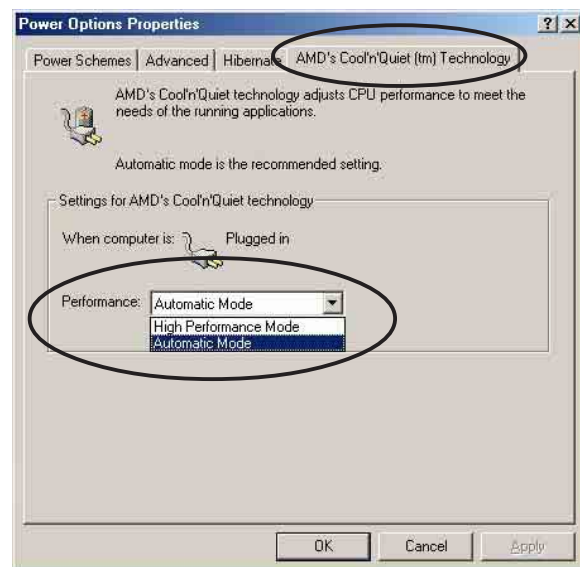 Power Options Properties
Power Schemes Advanced Hibernate AMD's Cool'n'Quiet (tm) Technology
AMD's Cool'n'Quiet technology adjusts CPU performance to meet the
needs of the running applications.
Automatic mode is the recommended setting.
Settings for AMD's Cool'n'Quiet technology
When computer is: Plugged in
Performance: Automatic Mode
High Performance Mode
Automatic Mode
OK Cancel Apply